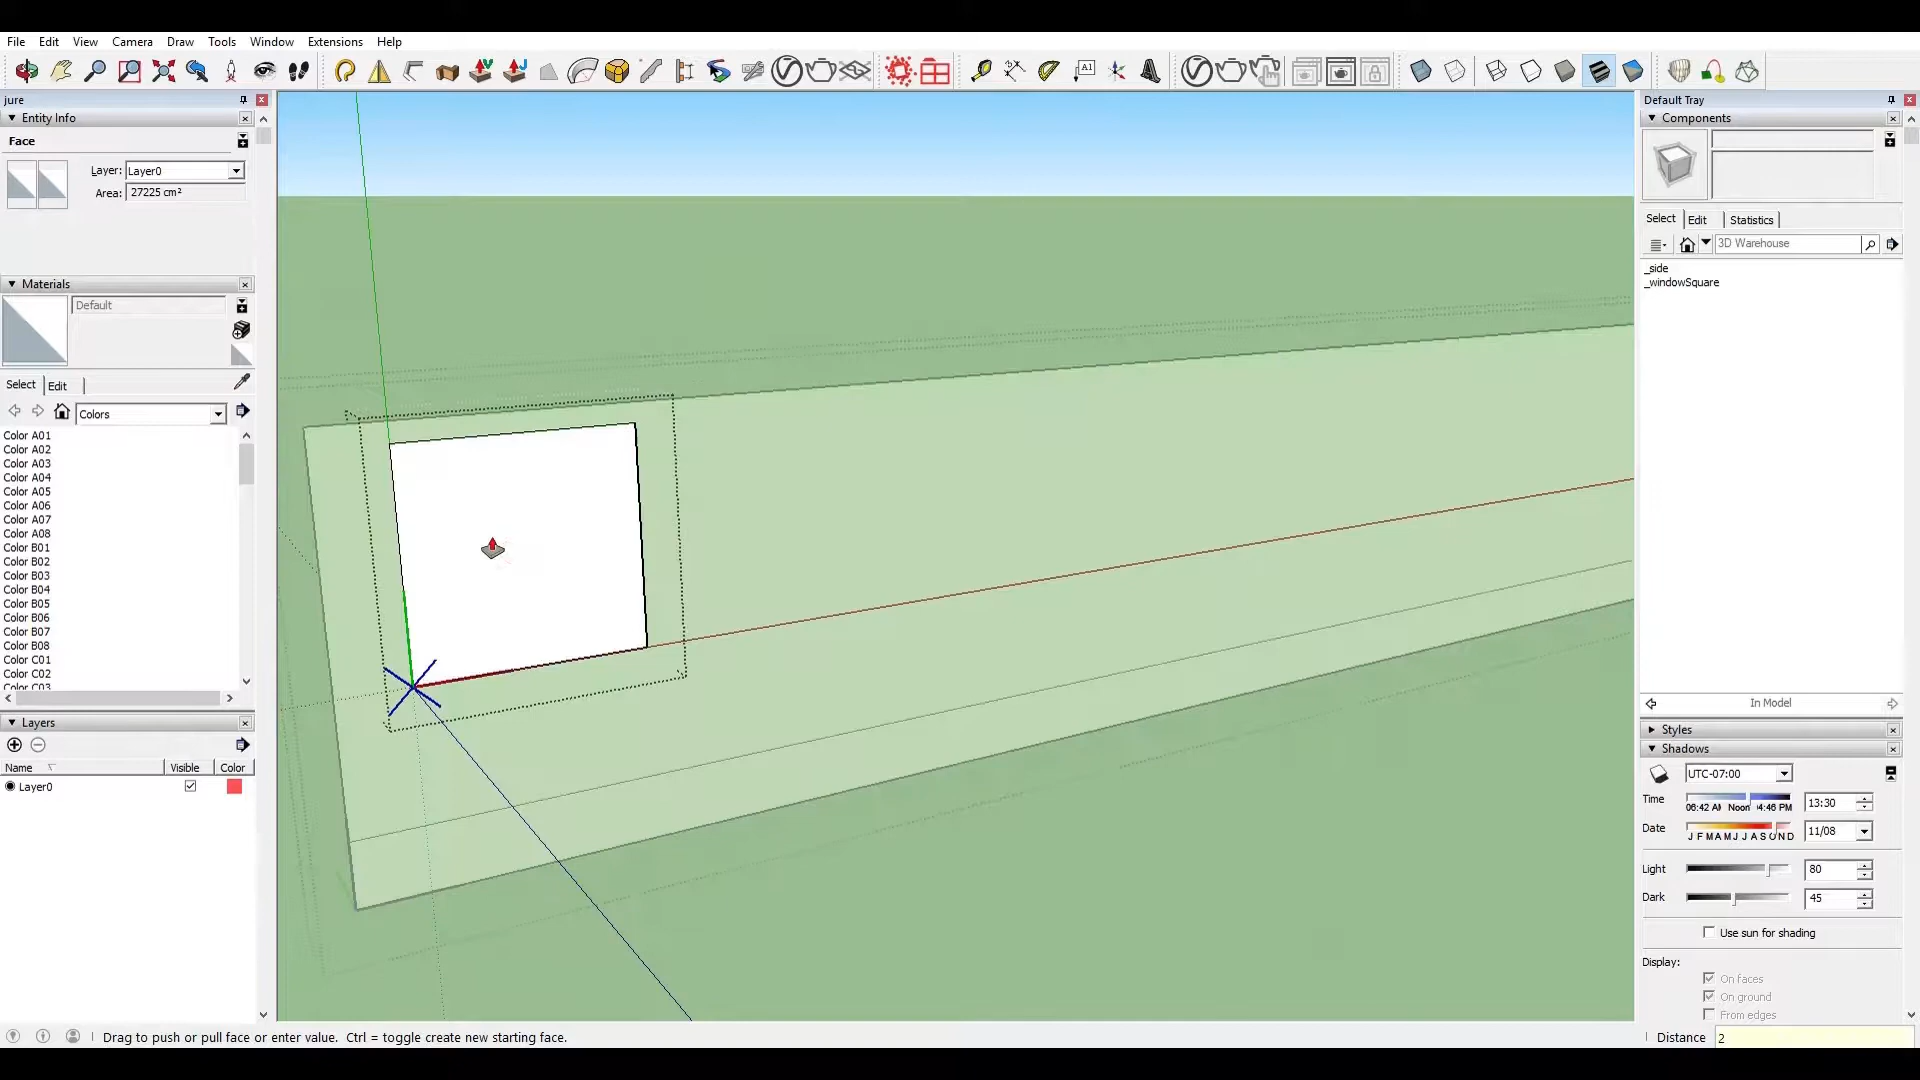 File Edit View Camera Draw Tools Window Extensions Help
A1
jure
Entity Info
Face
Layer: Layer0
Area: 27225 cm²
Materials
Default
Select Edit
Colors
Color A01
Color A02
Color A03
Color A04
Color A05
Color A06
Color A07
Color A08
Color B01
Color B02
Color B03
Color B04
Color B05
Color B06
Color B07
Color B08
Color C01
Color C02
Color C03
Layers
Name Visible Color
Layer0
Drag to push or pull face or enter value. Ctrl = toggle create new starting face.
Default Tray
Components
Select Edit Statistics
3D Warehouse
_side
_windowSquare
In Model
Styles
Shadows
UTC-07:00
Time 06:42 AM Noon 04:46 PM 13:30
Date J F M A M J J A S O N D 11/08
Light 80
Dark 45
Use sun for shading
Display:
On faces
On ground
From edges
Distance 2